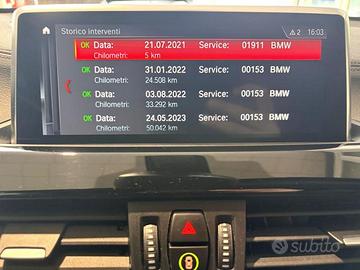 Storico interventi
2 16:03
OK Data: 21.07.2021 Service: 01911 BMW
Chilometri: 5 km
OK Data: 31.01.2022 Service: 00153 BMW
Chilometri: 24.508 km
OK Data: 03.08.2022 Service: 00153 BMW
Chilometri: 33.292 km
OK Data: 24.05.2023 Service: 00153 BMW
Chilometri: 50.042 km
subito